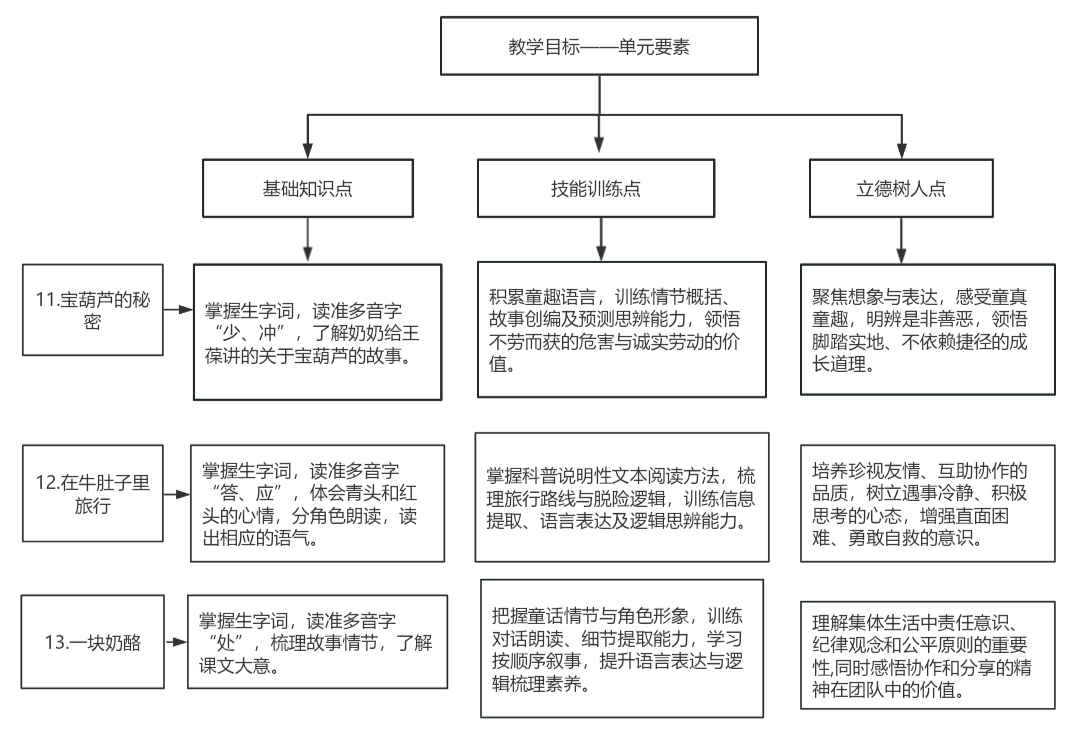 教学目标——单元要素
基础知识点
技能训练点
立德树人点
11.宝葫芦的秘
密
掌握生字词，读准多音字
“少、冲”，了解奶奶给王
葆讲的关于宝葫芦的故事。
积累童趣语言，训练情节概括、
故事创编及预测思辨能力，领悟
不劳而获的危害与诚实劳动的价
值。
聚焦想象与表达，感受童真
童趣，明辨是非善恶，领悟
脚踏实地、不依赖捷径的成
长道理。
12.在牛肚子里
旅行
掌握生字词，读准多音字
“答、应”，体会青头和红
头的心情，分角色朗读，读
出相应的语气。
掌握科普说明性文本阅读方法，梳
理旅行路线与脱险逻辑，训练信息
提取、语言表达及逻辑思辨能力。
培养珍视友情、互助协作的
品质，树立遇事冷静、积极
思考的心态，增强直面困
难、勇敢自救的意识。
13.一块奶酪
掌握生字词，读准多音字
“处”，梳理故事情节，了解
课文大意。
把握童话情节与角色形象，训练
对话朗读、细节提取能力，学习
按顺序叙事，提升语言表达与逻
辑梳理素养。
理解集体生活中责任意识、
纪律观念和公平原则的重要
性,同时感悟协作和分享的精
神在团队中的价值。